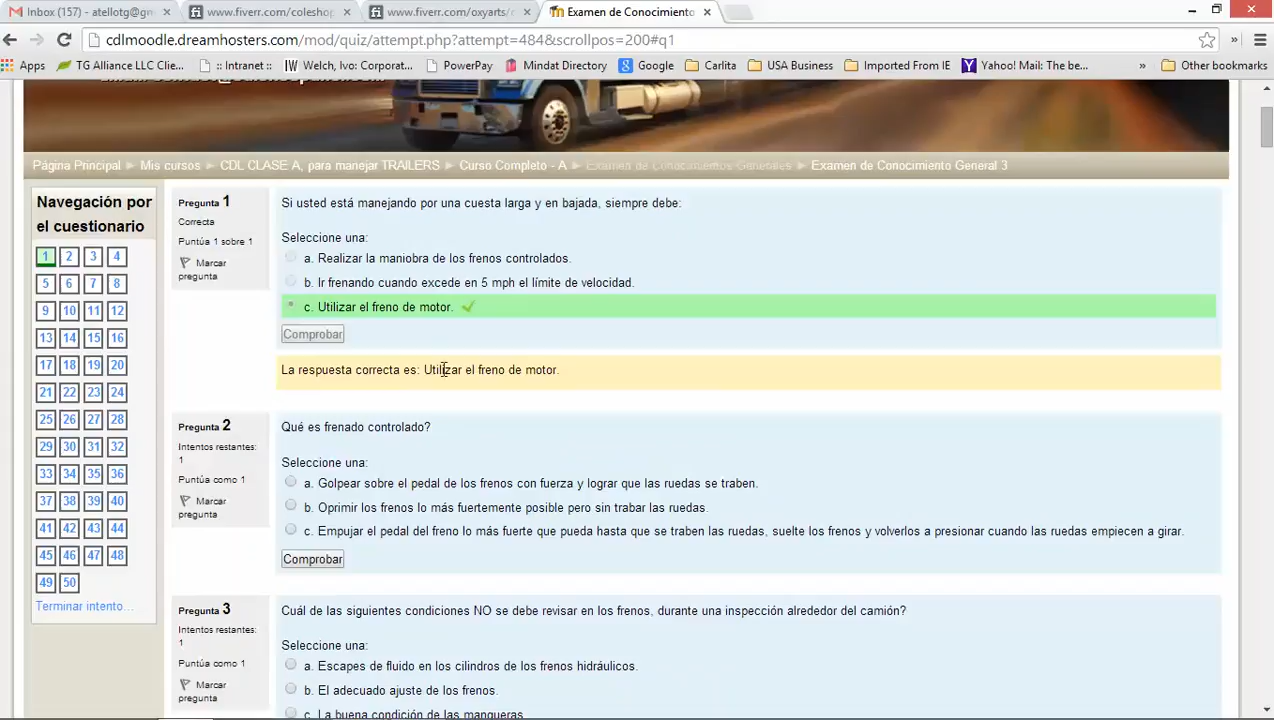 Inbox (157) - atellotg@gm
www.fiverr.com/coleshop
www.fiverr.com/oxyarts/
Examen de Conocimiento
cdlmoodle.dreamhosters.com/mod/quiz/attempt.php?attempt=484&scrollpos=200#q1
Apps TG Alliance LLC Clie... :: Intranet :: Welch, Ivo: Corporat... PowerPay Mindat Directory Google Carlita USA Business Imported From IE Yahoo! Mail: The be... » Other bookmarks
Página Principal ► Mis cursos ► CDL CLASE A, para manejar TRAILERS ► Curso Completo - A ► Examen de Conocimientos Generales ► Examen de Conocimiento General 3
Navegación por
el cuestionario
1 2 3 4
5 6 7 8
9 10 11 12
13 14 15 16
17 18 19 20
21 22 23 24
25 26 27 28
29 30 31 32
33 34 35 36
37 38 39 40
41 42 43 44
45 46 47 48
49 50
Terminar intento...
Pregunta 1
Correcta
Puntúa 1 sobre 1
Marcar
pregunta
Si usted está manejando por una cuesta larga y en bajada, siempre debe:
Seleccione una:
a. Realizar la maniobra de los frenos controlados.
b. Ir frenando cuando excede en 5 mph el límite de velocidad.
c. Utilizar el freno de motor.
Comprobar
La respuesta correcta es: Utilizar el freno de motor.
Pregunta 2
Intentos restantes:
1
Puntúa como 1
Marcar
pregunta
Qué es frenado controlado?
Seleccione una:
a. Golpear sobre el pedal de los frenos con fuerza y lograr que las ruedas se traben.
b. Oprimir los frenos lo más fuertemente posible pero sin trabar las ruedas.
c. Empujar el pedal del freno lo más fuerte que pueda hasta que se traben las ruedas, suelte los frenos y volverlos a presionar cuando las ruedas empiecen a girar.
Comprobar
Pregunta 3
Intentos restantes:
1
Puntúa como 1
Marcar
pregunta
Cuál de las siguientes condiciones NO se debe revisar en los frenos, durante una inspección alrededor del camión?
Seleccione una:
a. Escapes de fluido en los cilindros de los frenos hidráulicos.
b. El adecuado ajuste de los frenos.
c. La buena condición de las mangueras